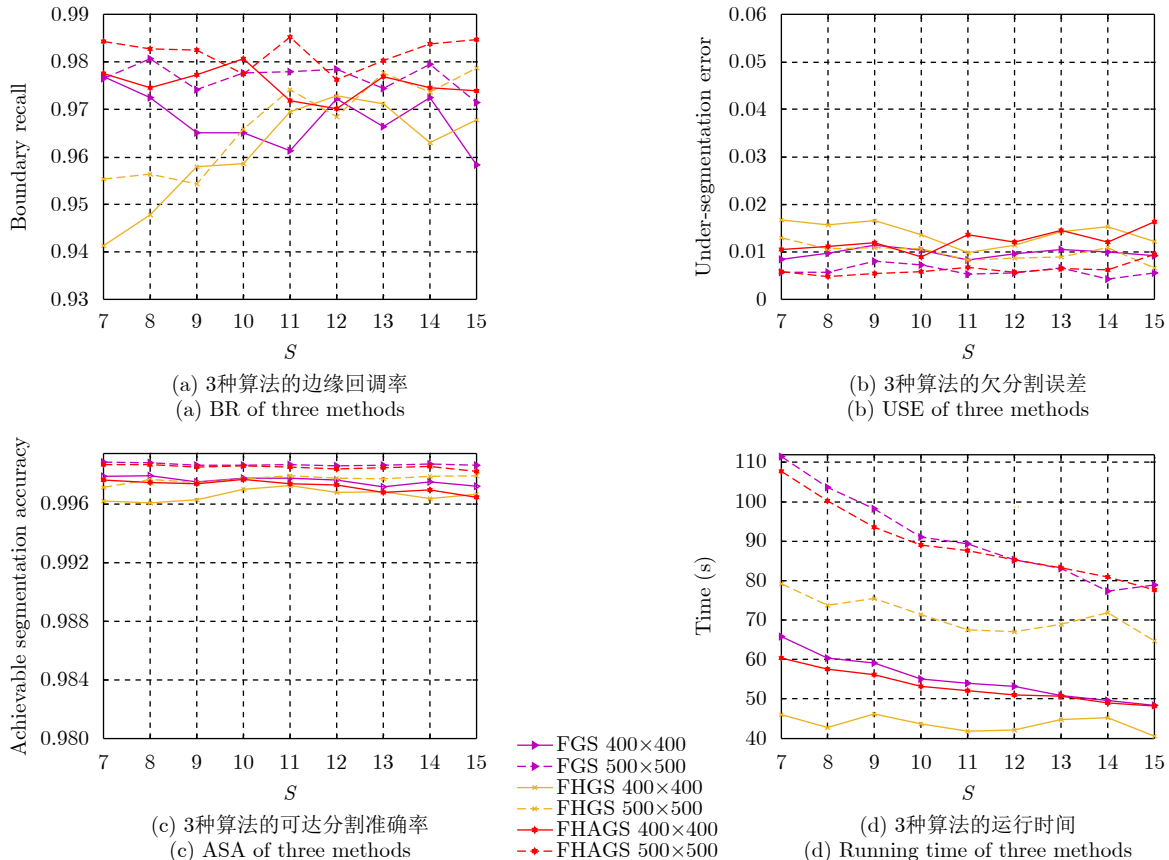 0.99
0.98
0.97
0.96
0.95
0.94
0.93
Boundary recall
7 8 9 10 11 12 13 14 15
S
(a) 3种算法的边缘回调率
(a) BR of three methods
0.06
0.05
0.04
0.03
0.02
0.01
0
Under-segmentation error
7 8 9 10 11 12 13 14 15
S
(b) 3种算法的欠分割误差
(b) USE of three methods
0.996
0.992
0.988
0.984
0.980
Achievable segmentation accuracy
7 8 9 10 11 12 13 14 15
S
(c) 3种算法的可达分割准确率
(c) ASA of three methods
FGS 400×400
FGS 500×500
FHGS 400×400
FHGS 500×500
FHAGS 400×400
FHAGS 500×500
110
100
90
80
70
60
50
40
Time (s)
7 8 9 10 11 12 13 14 15
S
(d) 3种算法的运行时间
(d) Running time of three methods